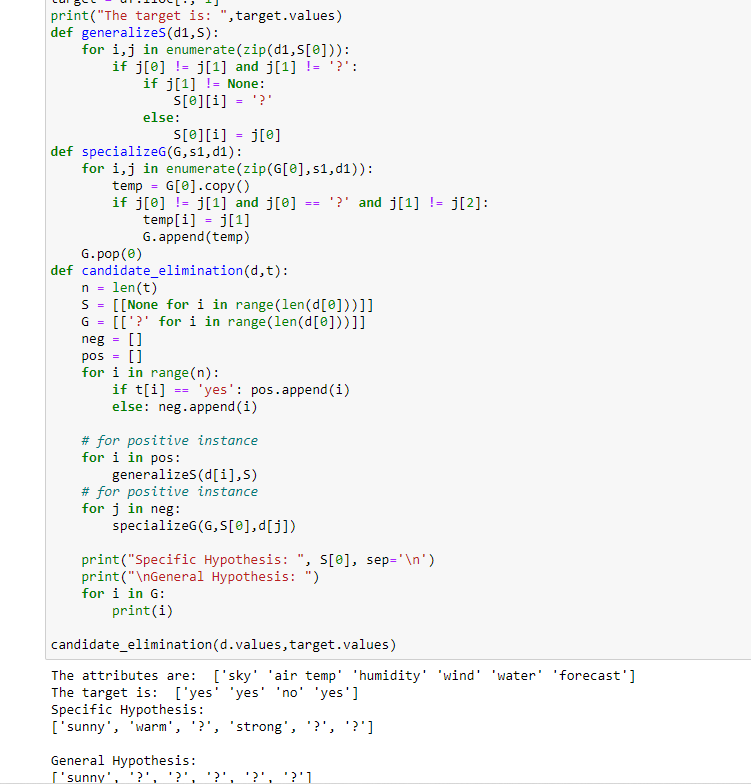 print("The target is: ",target.values)
def generalizeS(d1,S):
    for i,j in enumerate(zip(d1,S[0])):
        if j[0] != j[1] and j[1] != '?':
            if j[1] != None:
                S[0][i] = '?'
            else:
                S[0][i] = j[0]
def specializeG(G,s1,d1):
    for i,j in enumerate(zip(G[0],s1,d1)):
        temp = G[0].copy()
        if j[0] != j[1] and j[0] == '?' and j[1] != j[2]:
            temp[i] = j[1]
            G.append(temp)
    G.pop(0)
def candidate_elimination(d,t):
    n = len(t)
    S = [[None for i in range(len(d[0]))]]
    G = [['?' for i in range(len(d[0]))]]
    neg = []
    pos = []
    for i in range(n):
        if t[i] == 'yes': pos.append(i)
        else: neg.append(i)
    # for positive instance
    for i in pos:
        generalizeS(d[i],S)
    # for positive instance
    for j in neg:
        specializeG(G,S[0],d[j])
    print("Specific Hypothesis: ", S[0], sep='\n')
    print("\nGeneral Hypothesis: ")
    for i in G:
        print(i)
candidate_elimination(d.values,target.values)
The attributes are:  ['sky' 'air temp' 'humidity' 'wind' 'water' 'forecast']
The target is:  ['yes' 'yes' 'no' 'yes']
Specific Hypothesis:
['sunny', 'warm', '?', 'strong', '?', '?']
General Hypothesis:
['sunny', '?', '?', '?', '?', '?']